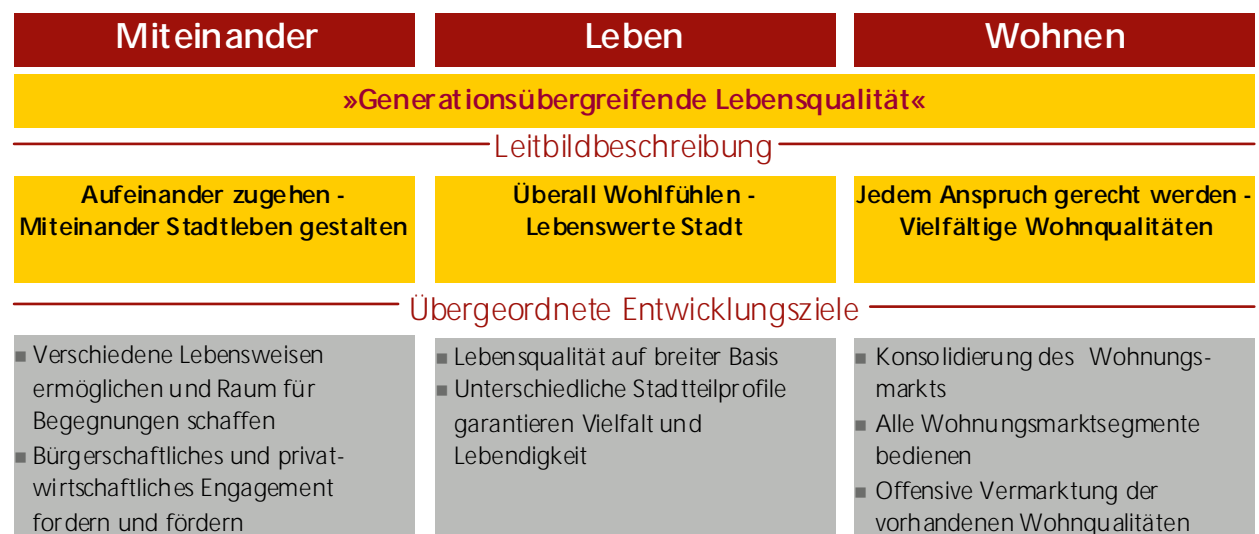 Miteinander
Leben
Wohnen
»Generationsübergreifende Lebensqualität«
Leitbildbeschreibung
Aufeinander zugehen -
Miteinander Stadtleben gestalten
Überall Wohlfühlen -
Lebenswerte Stadt
Jedem Anspruch gerecht werden -
Vielfältige Wohnqualitäten
Übergeordnete Entwicklungsziele
▪ Verschiedene Lebensweisen
ermöglichen und Raum für
Begegnungen schaffen
▪ Bürgerschaftliches und privat-
wirtschaftliches Engagement
fordern und fördern
▪ Lebensqualität auf breiter Basis
▪ Unterschiedliche Stadtteilprofile
garantieren Vielfalt und
Lebendigkeit
▪ Konsolidierung des Wohnungs-
markts
▪ Alle Wohnungsmarktsegmente
bedienen
▪ Offensive Vermarktung der
vorhandenen Wohnqualitäten